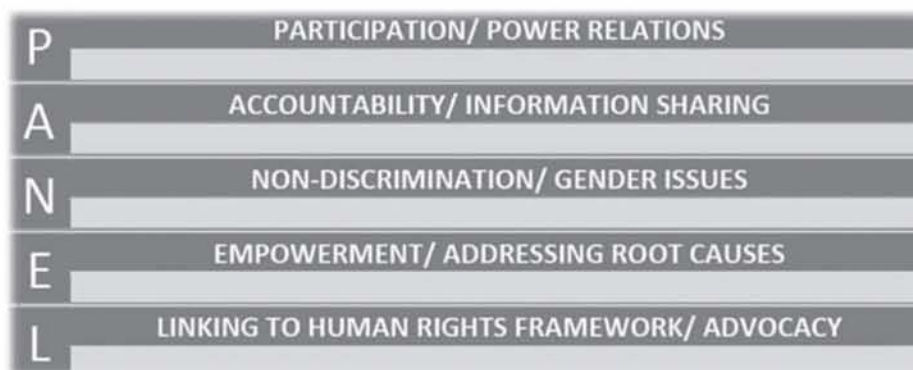 P PARTICIPATION/ POWER RELATIONS
A ACCOUNTABILITY/ INFORMATION SHARING
N NON-DISCRIMINATION/ GENDER ISSUES
E EMPOWERMENT/ ADDRESSING ROOT CAUSES
L LINKING TO HUMAN RIGHTS FRAMEWORK/ ADVOCACY